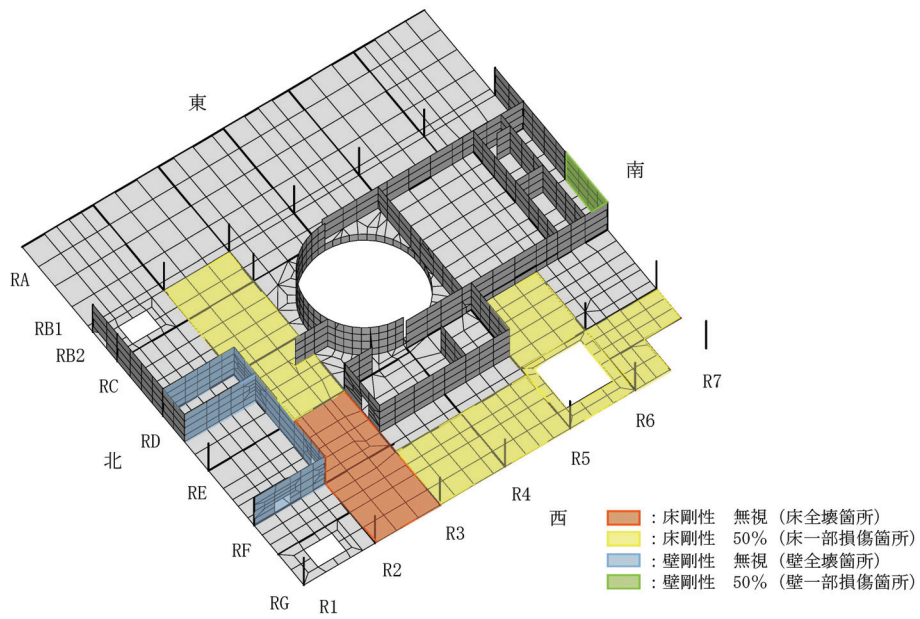 東
南
RA
RB1
RB2
RC
RD
北
RE
RF
RG
R1
R2
R3
R4
R5
R6
R7
西
：床剛性　無視（床全壊箇所）
：床剛性　50%（床一部損傷箇所）
：壁剛性　無視（壁全壊箇所）
：壁剛性　50%（壁一部損傷箇所）